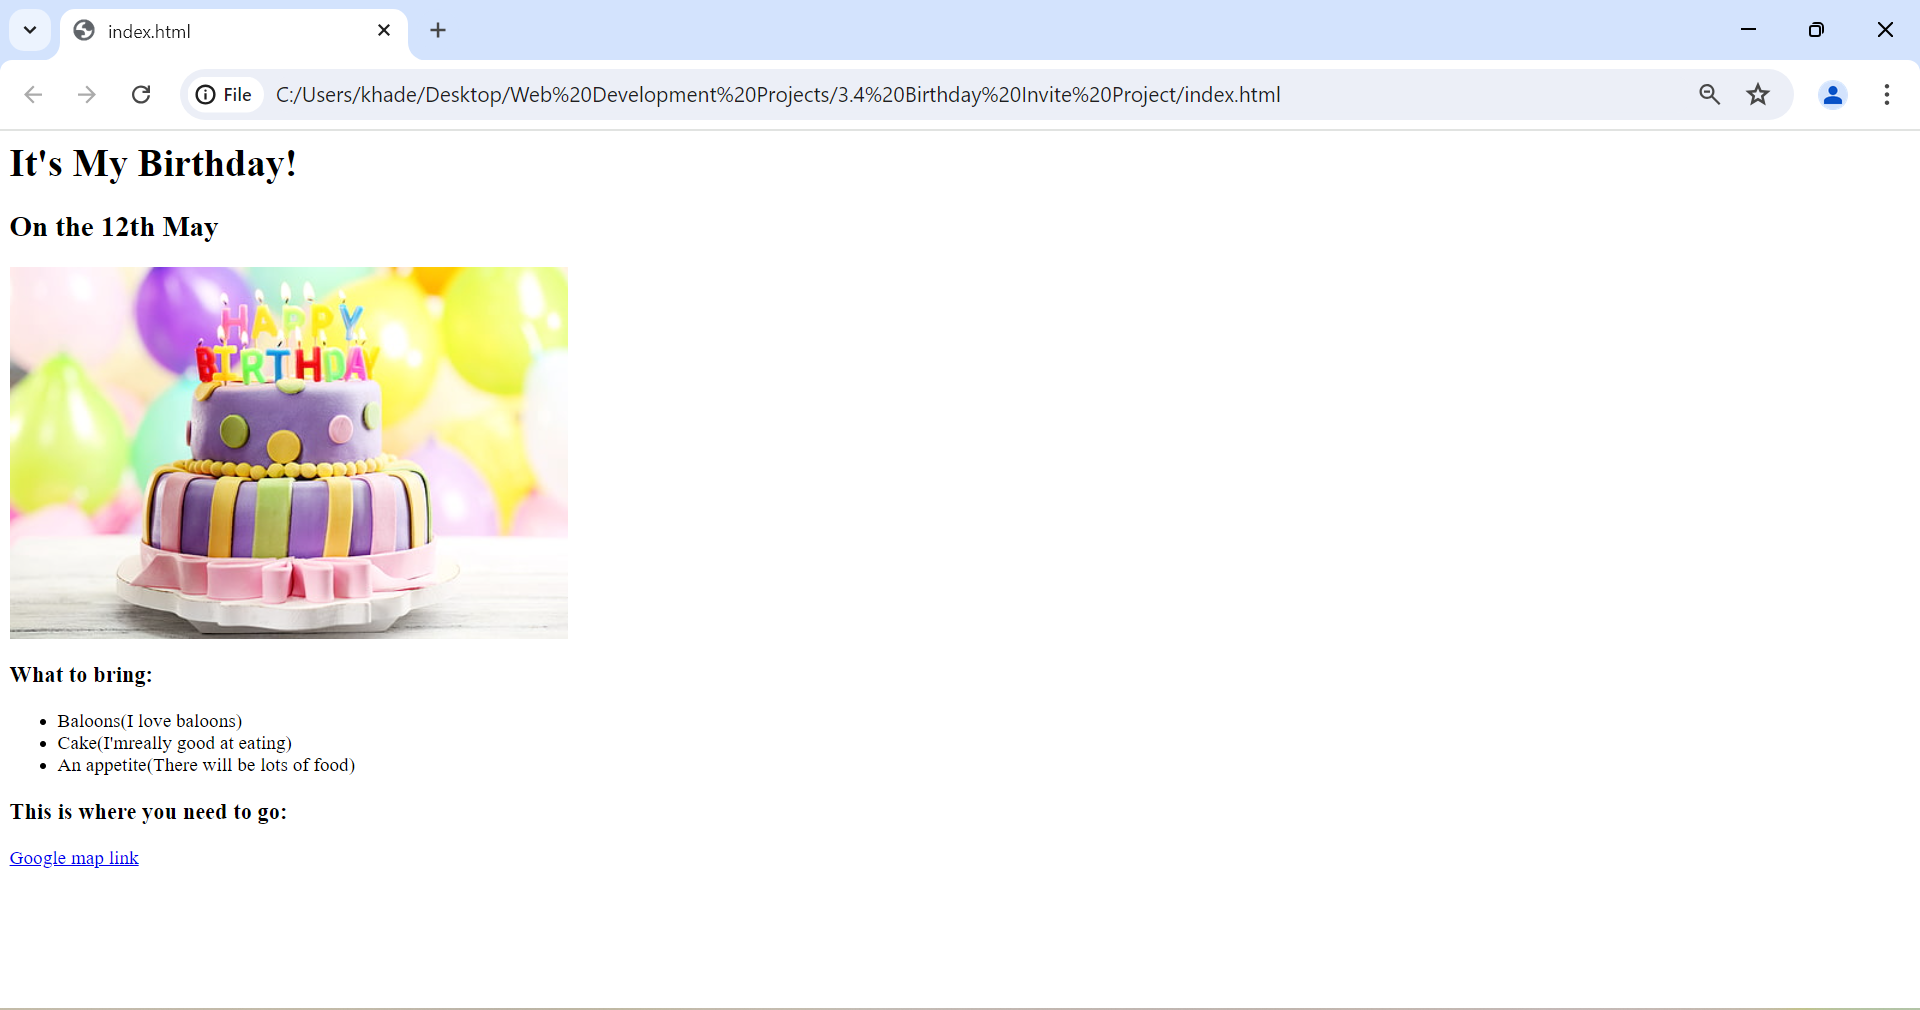 index.html
File
C:/Users/khade/Desktop/Web%20Development%20Projects/3.4%20Birthday%20Invite%20Project/index.html
It's My Birthday!
On the 12th May
HAPPY
BIRTHDAY
What to bring:
Baloons(I love baloons)
Cake(I'mreally good at eating)
An appetite(There will be lots of food)
This is where you need to go:
Google map link